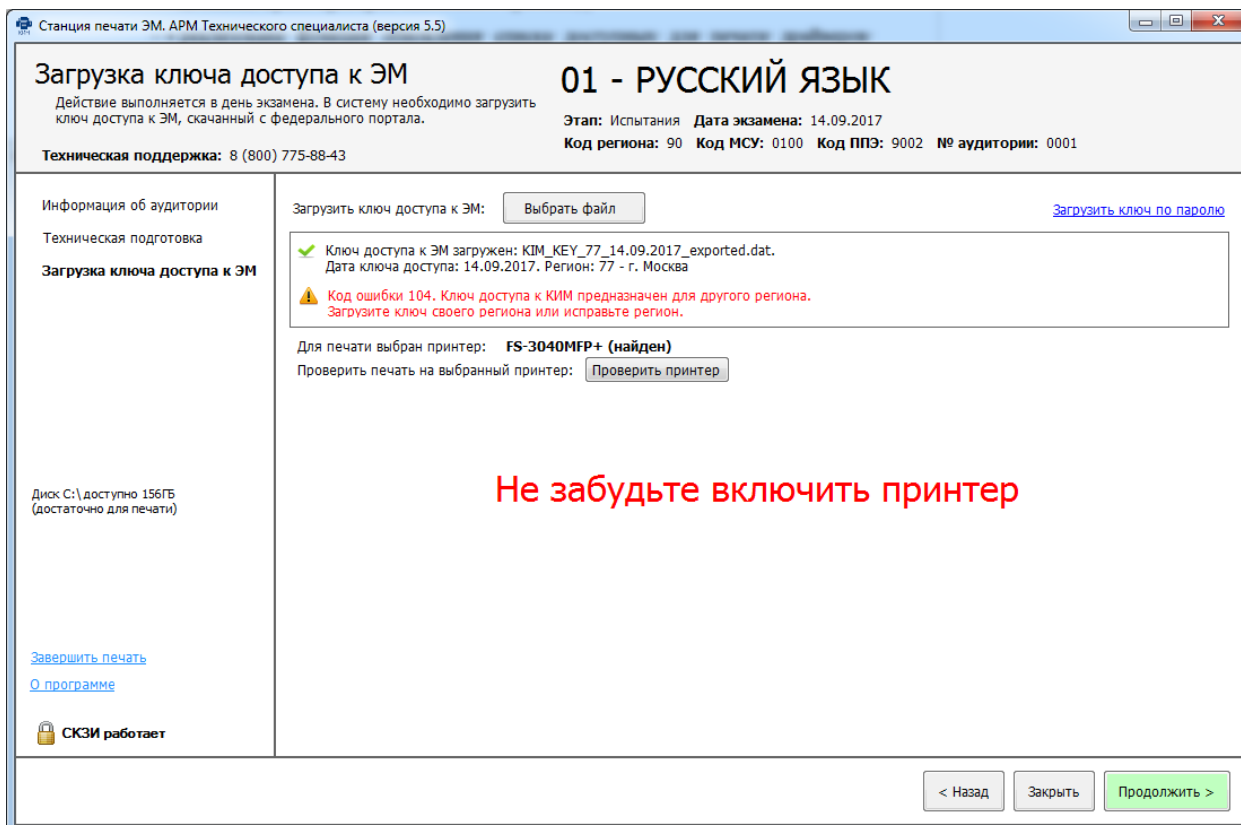 Станция печати ЭМ. АРМ Технического специалиста (версия 5.5)
Загрузка ключа доступа к ЭМ
Действие выполняется в день экзамена. В систему необходимо загрузить
ключ доступа к ЭМ, скачанный с федерального портала.
Техническая поддержка: 8 (800) 775-88-43
01 - РУССКИЙ ЯЗЫК
Этап: Испытания Дата экзамена: 14.09.2017
Код региона: 90 Код МСУ: 0100 Код ППЭ: 9002 № аудитории: 0001
Информация об аудитории
Техническая подготовка
Загрузка ключа доступа к ЭМ
Диск C:\ доступно 156ГБ
(достаточно для печати)
Завершить печать
О программе
СКЗИ работает
Загрузить ключ доступа к ЭМ: Выбрать файл
Загрузить ключ по паролю
Ключ доступа к ЭМ загружен: KIM_KEY_77_14.09.2017_exported.dat.
Дата ключа доступа: 14.09.2017. Регион: 77 - г. Москва
Код ошибки 104. Ключ доступа к КИМ предназначен для другого региона.
Загрузите ключ своего региона или исправьте регион.
Для печати выбран принтер: FS-3040MFP+ (найден)
Проверить печать на выбранный принтер: Проверить принтер
Не забудьте включить принтер
< Назад
Закрыть
Продолжить >